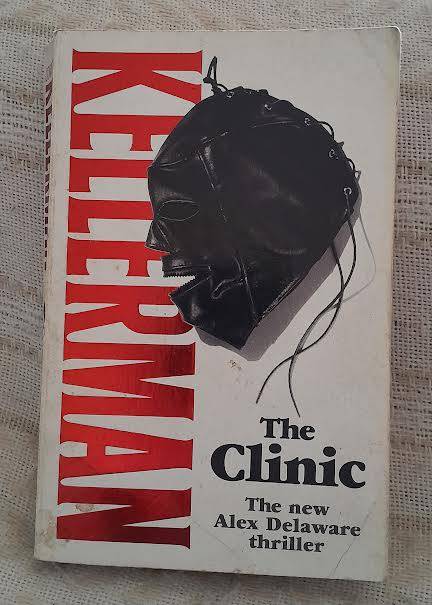 KELLERMAN
The
Clinic
The new
Alex Delaware
thriller